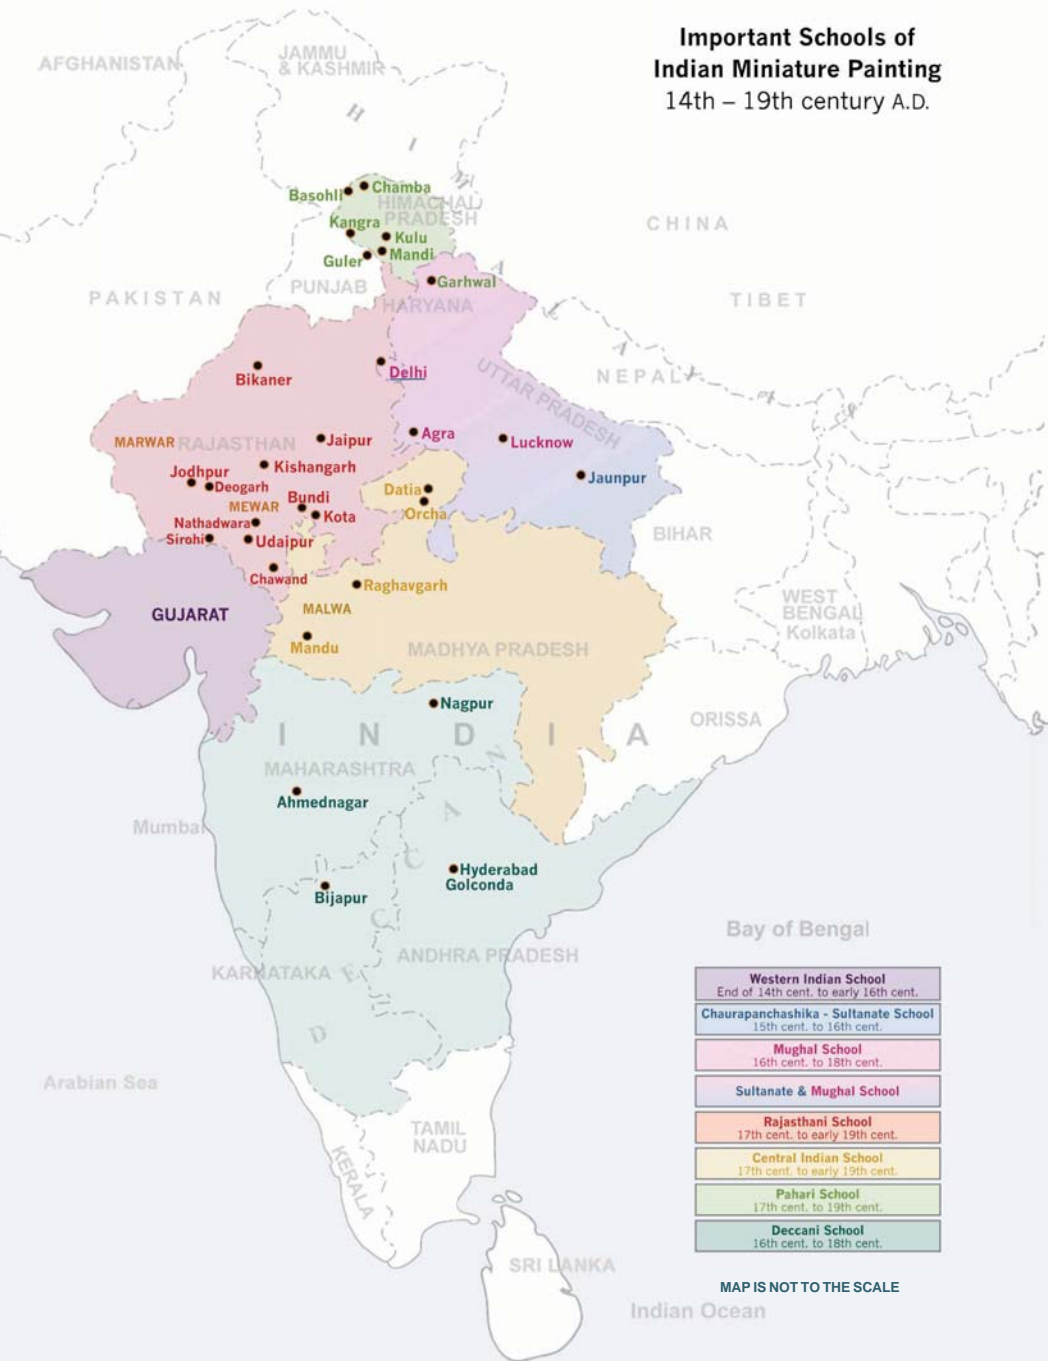 Important Schools of
Indian Miniature Painting
14th – 19th century A.D.
AFGHANISTAN
JAMMU
& KASHMIR
H
I
M
A
L
A
Y
A
Basohli
Chamba
HIMACHAL
PRADESH
Kangra
Kulu
Mandi
Guler
Garhwal
CHINA
PUNJAB
PAKISTAN
HARYANA
TIBET
Delhi
Bikaner
UTTAR PRADESH
NEPAL
MARWAR
RAJASTHAN
Jaipur
Agra
Lucknow
Jodhpur
Kishangarh
Deogarh
Jaunpur
Bundi
Datia
MEWAR
Kota
Orcha
Nathadwara
Sirohi
Udaipur
BIHAR
Chawand
Raghavgarh
GUJARAT
MALWA
WEST
BENGAL
Kolkata
Mandu
MADHYA PRADESH
Nagpur
ORISSA
I N D I A
MAHARASHTRA
Ahmednagar
Mumbai
Hyderabad
Golconda
Bijapur
D E C C A N
KARNATAKA
ANDHRA PRADESH
Bay of Bengal
Arabian Sea
TAMIL
NADU
KERALA
SRI LANKA
Indian Ocean
Western Indian School
End of 14th cent. to early 16th cent.
Chaurapanchashika - Sultanate School
15th cent. to 16th cent.
Mughal School
16th cent. to 18th cent.
Sultanate & Mughal School
Rajasthani School
17th cent. to early 19th cent.
Central Indian School
17th cent. to early 19th cent.
Pahari School
17th cent. to 19th cent.
Deccani School
16th cent. to 18th cent.
MAP IS NOT TO THE SCALE